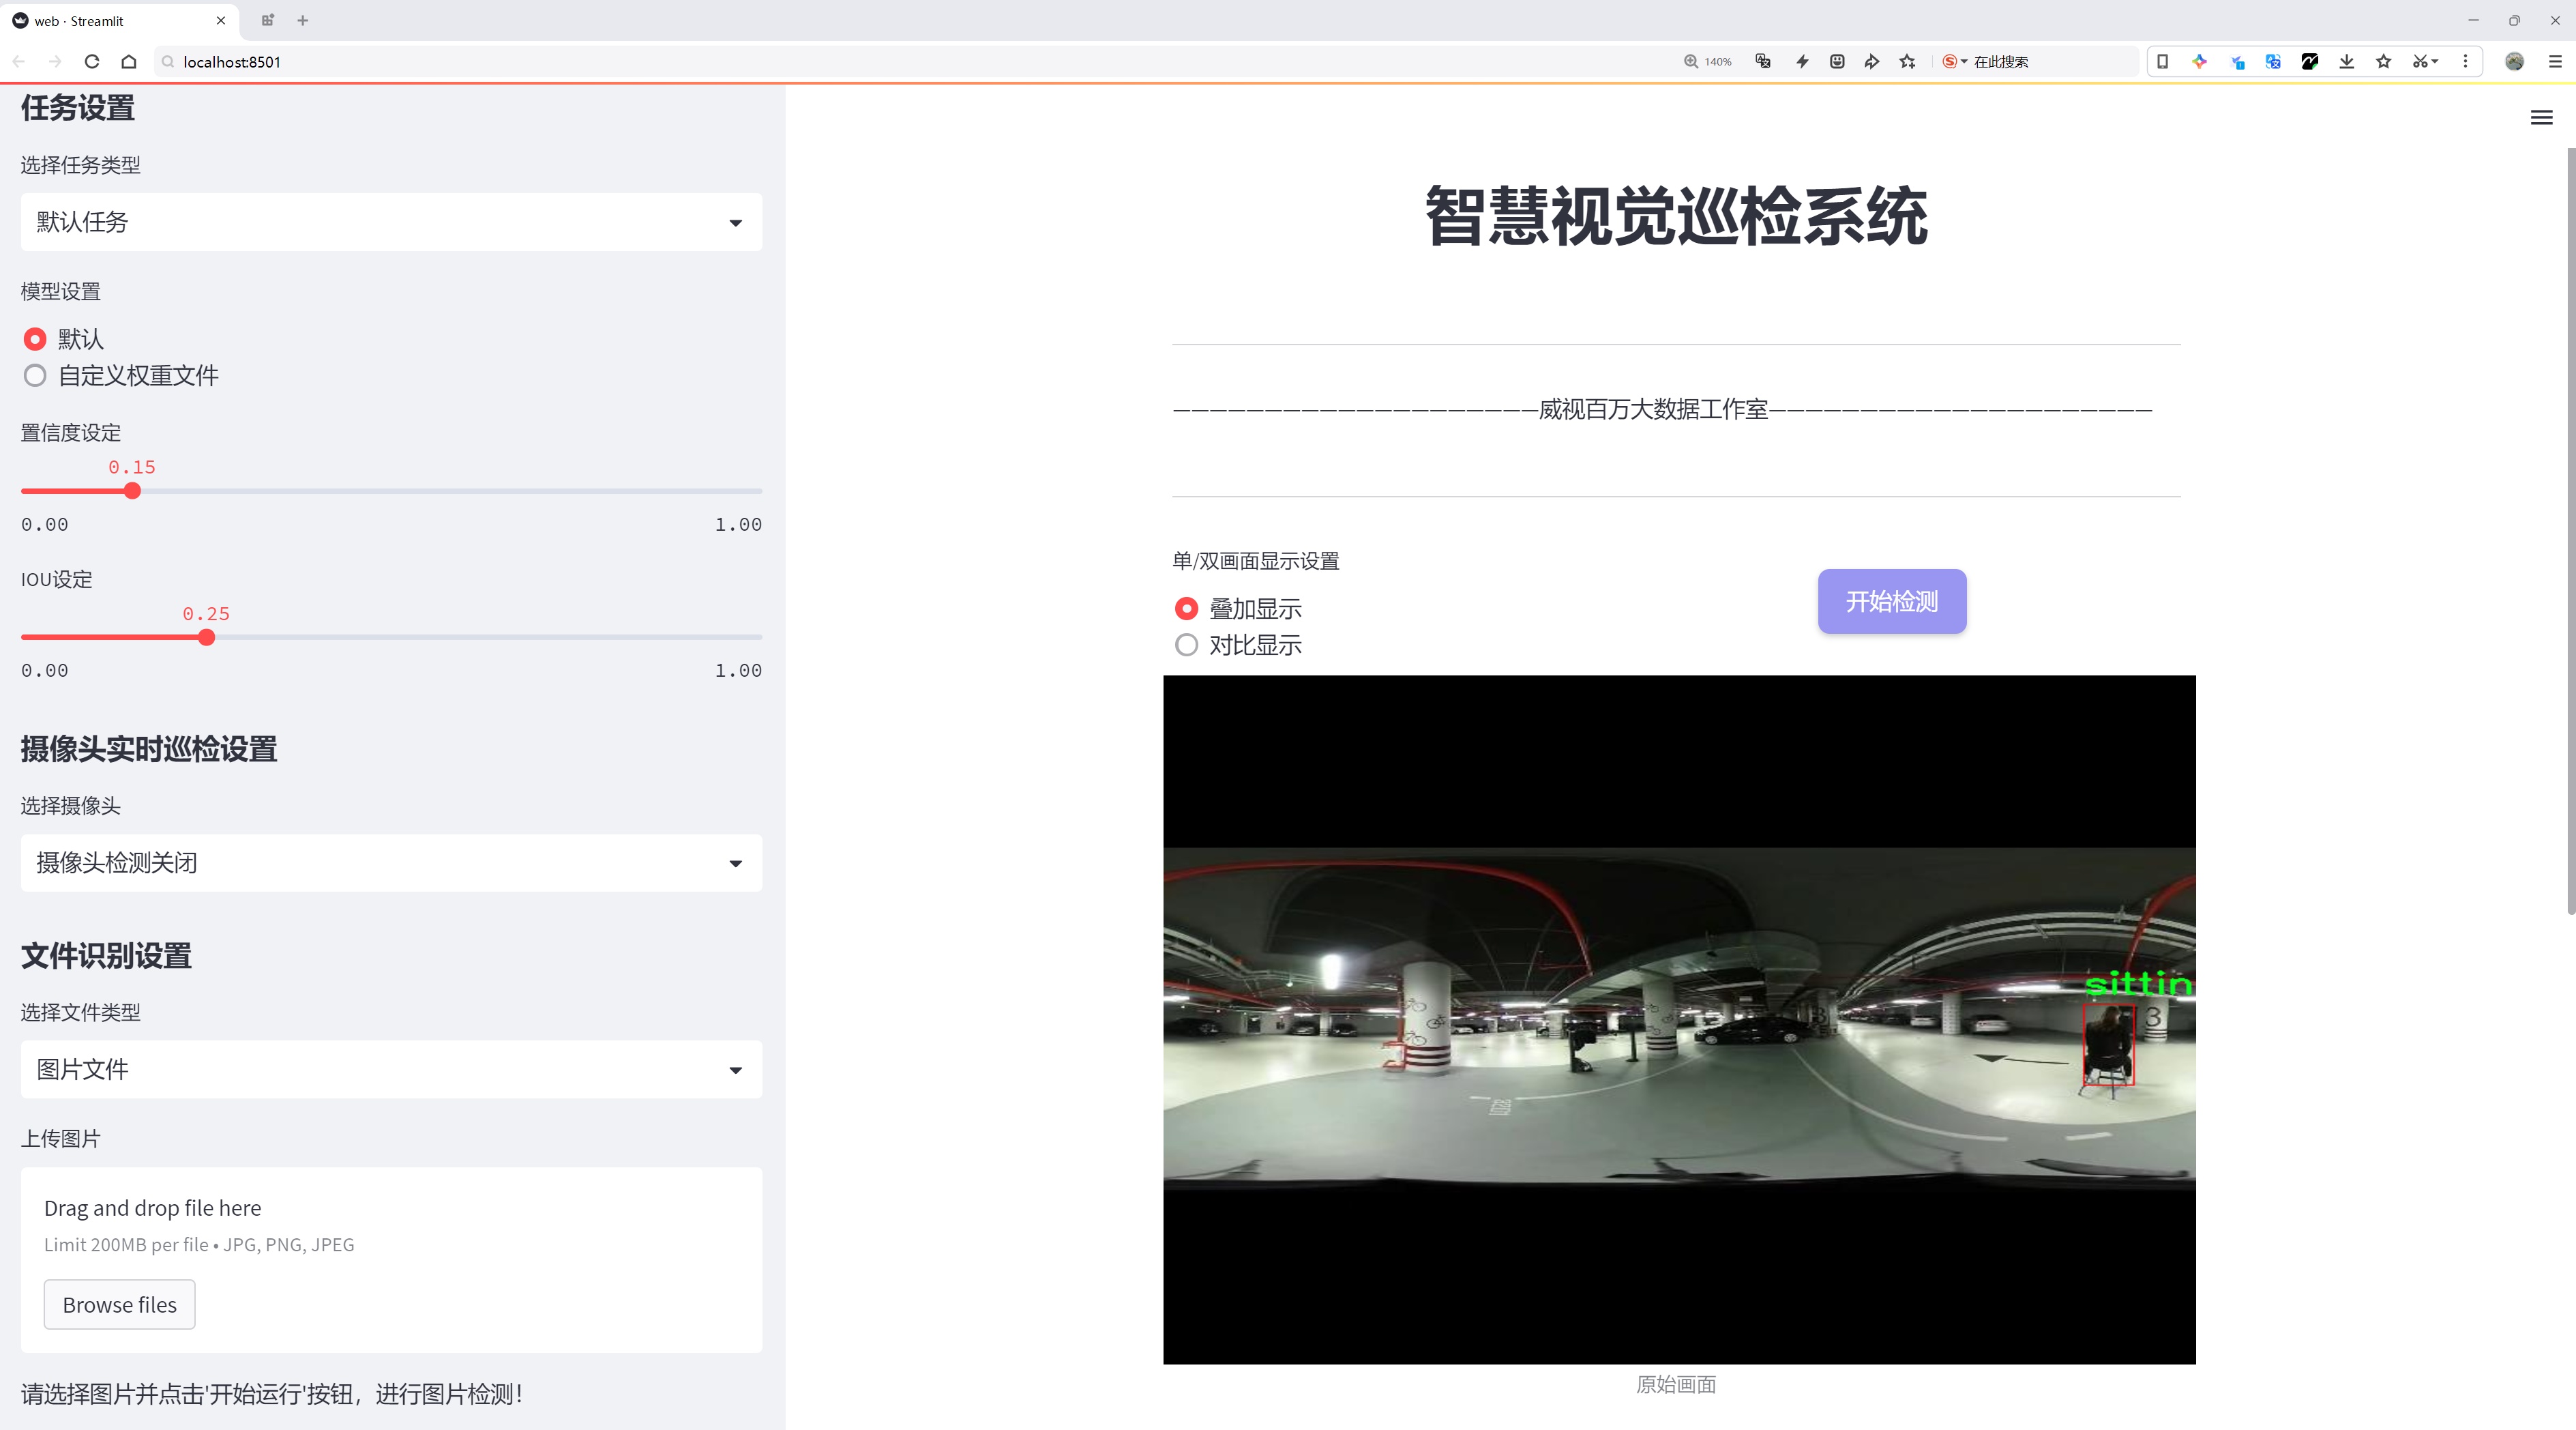 web · Streamlit
localhost:8501
140%
在此搜索
任务设置
选择任务类型
默认任务
模型设置
默认
自定义权重文件
置信度设定
0.15
0.00 1.00
IOU设定
0.25
0.00 1.00
摄像头实时巡检设置
选择摄像头
摄像头检测关闭
文件识别设置
选择文件类型
图片文件
上传图片
Drag and drop file here
Limit 200MB per file • JPG, PNG, JPEG
Browse files
请选择图片并点击'开始运行'按钮，进行图片检测！
智慧视觉巡检系统
————————————————————威视百万大数据工作室—————————————————————
单/双画面显示设置
叠加显示
对比显示
开始检测
sittin
3
3
原始画面